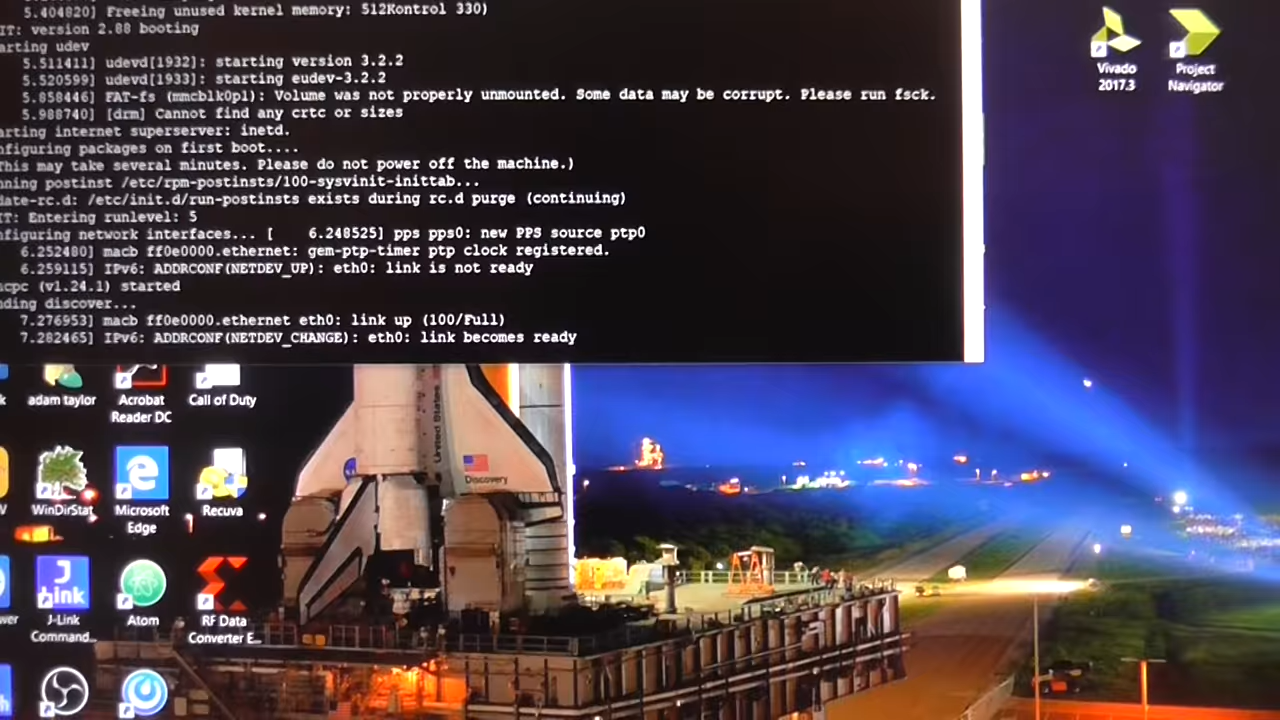 5.404820] Freeing unused kernel memory: 512Kontrol 330)
IT: version 2.88 booting
arting udev
5.511411] udevd[1932]: starting version 3.2.2
5.520599] udevd[1933]: starting eudev-3.2.2
5.858446] FAT-fs (mmcblk0p1): Volume was not properly unmounted. Some data may be corrupt. Please run fsck.
5.988740] [drm] Cannot find any crtc or sizes
arting internet superserver: inetd.
nfiguring packages on first boot....
This may take several minutes. Please do not power off the machine.)
nning postinst /etc/rpm-postinsts/100-sysvinit-inittab...
date-rc.d: /etc/init.d/run-postinsts exists during rc.d purge (continuing)
IT: Entering runlevel: 5
nfiguring network interfaces... [ 6.248525] pps pps0: new PPS source ptp0
6.252480] macb ff0e0000.ethernet: gem-ptp-timer ptp clock registered.
6.259115] IPv6: ADDRCONF(NETDEV_UP): eth0: link is not ready
hcpc (v1.24.1) started
nding discover...
7.276953] macb ff0e0000.ethernet eth0: link up (100/Full)
7.282465] IPv6: ADDRCONF(NETDEV_CHANGE): eth0: link becomes ready
Vivado
2017.3
Project
Navigator
adam taylor
Acrobat
Reader DC
Call of Duty
United States
Discovery
WinDirStat
Microsoft
Edge
Recuva
J
link
J-Link
Command...
Atom
RF Data
Converter E...